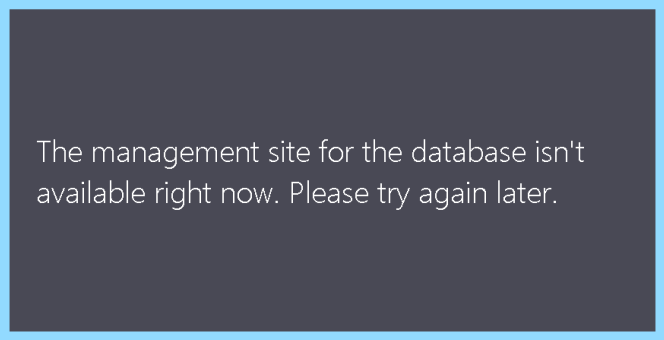 The management site for the database isn't
available right now. Please try again later.